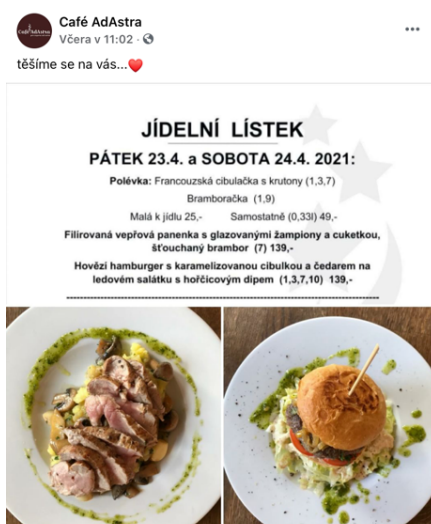 Café AdAstra
Včera v 11:02 ·
těšíme se na vás...❤️
JÍDELNÍ LÍSTEK
PÁTEK 23.4. a SOBOTA 24.4. 2021:
Polévka: Francouzská cibulačka s krutony (1,3,7)
Bramboračka (1,9)
Malá k jídlu 25,- Samostatně (0,33l) 49,-
Filirovaná vepřová panenka s glazovanými žampiony a cuketkou,
šťouchaný brambor (7) 139,-
Hovězí hamburger s karamelizovanou cibulkou a čedarem na
ledovém salátku s hořčicovým dipem (1,3,7,10) 139,-